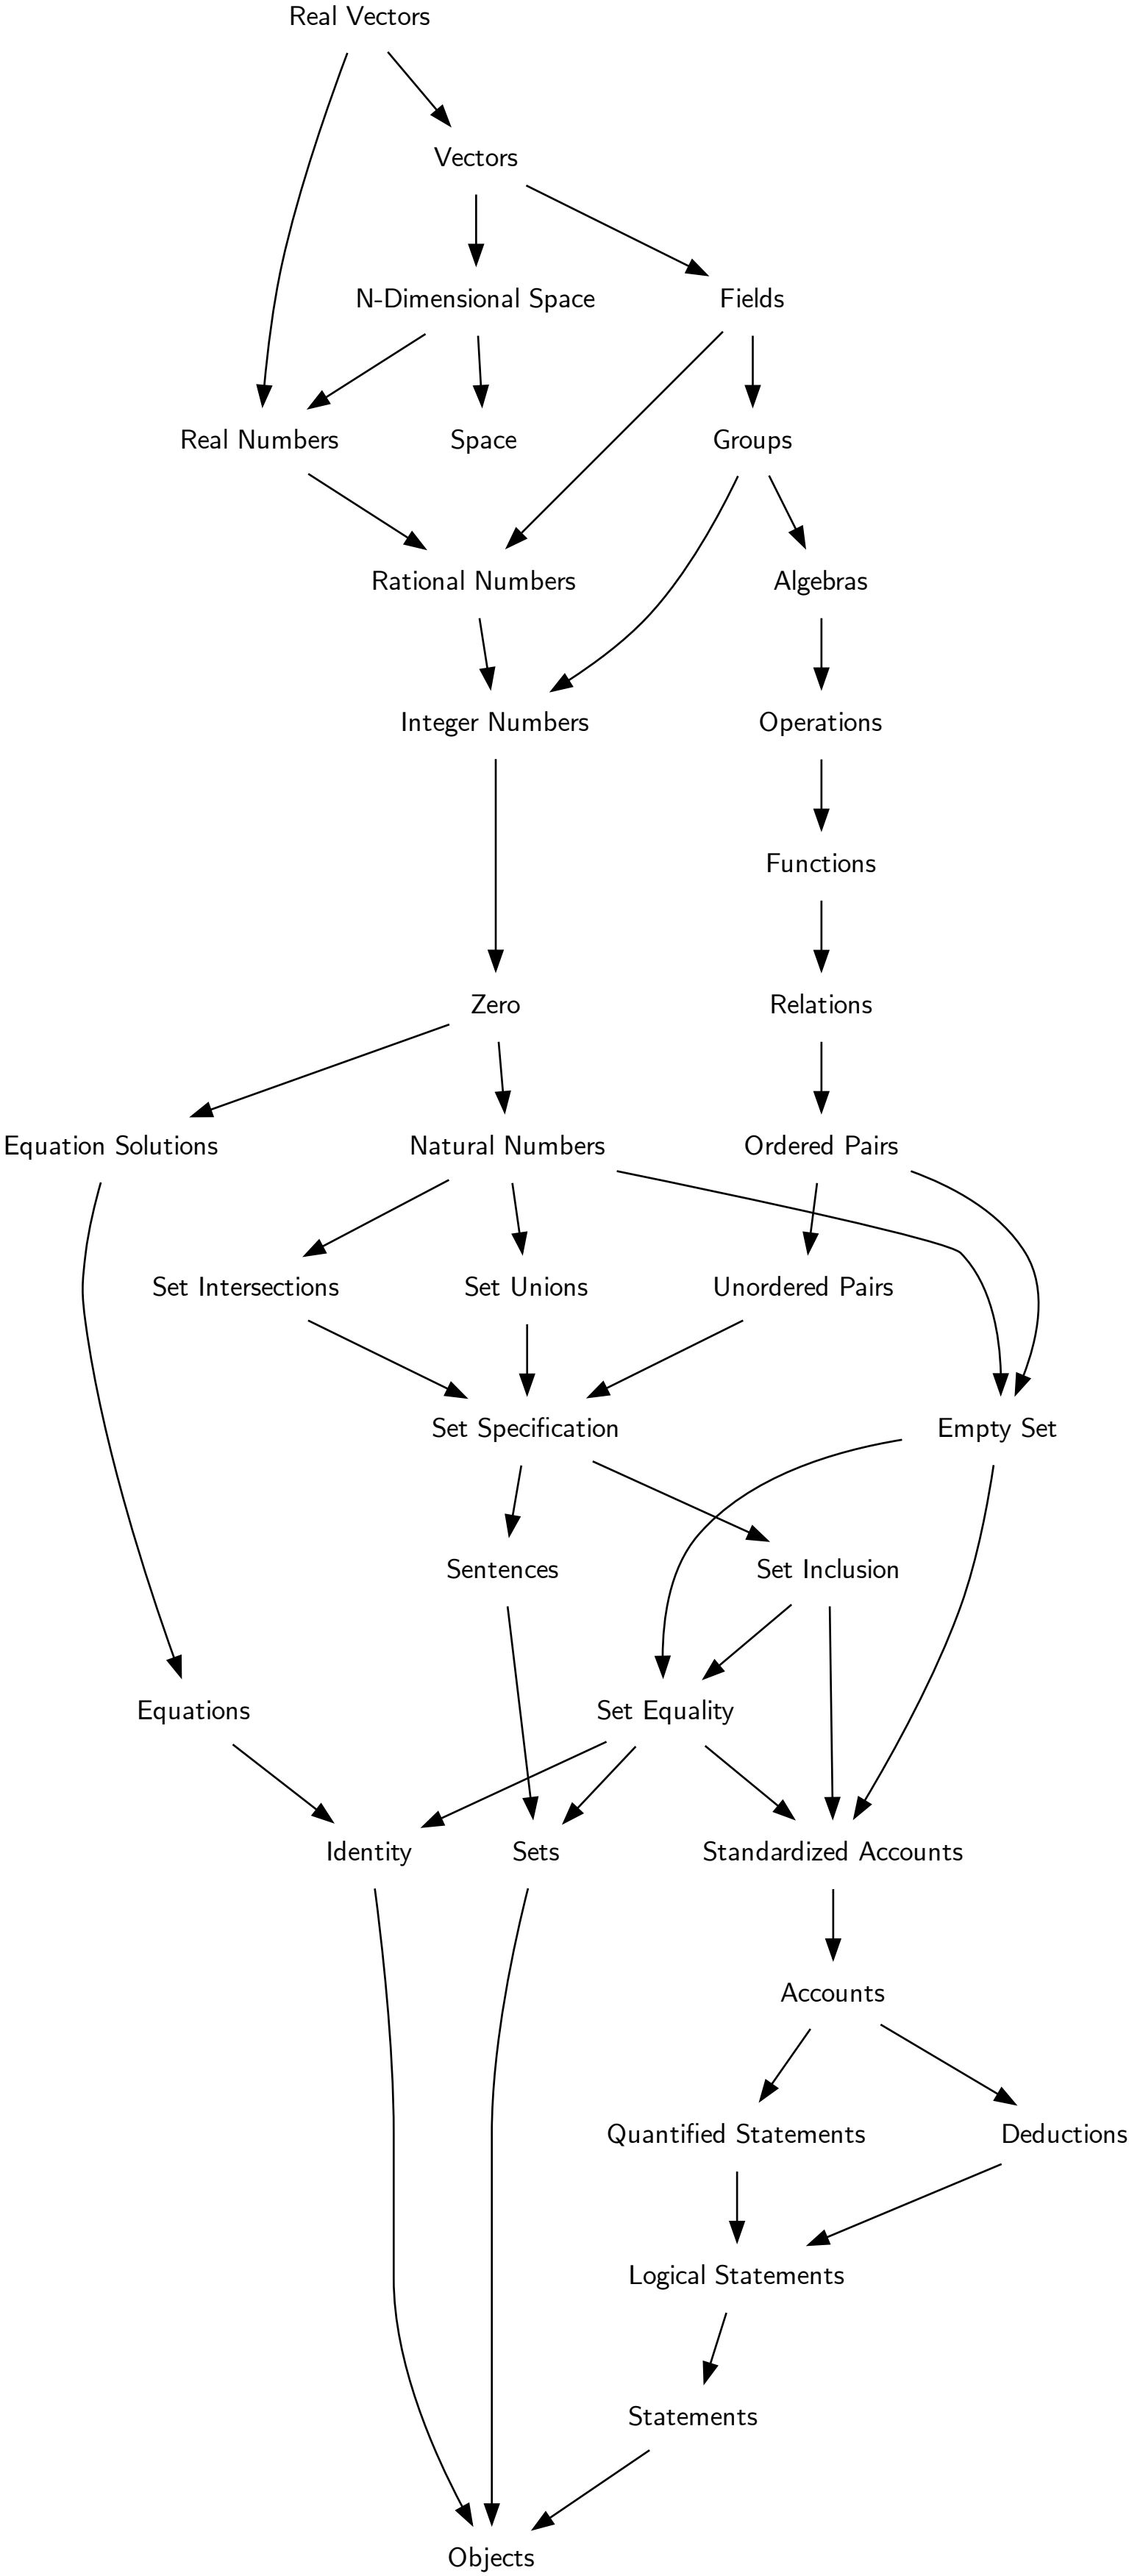 Real Vectors
Vectors
N-Dimensional Space
Fields
Real Numbers
Space
Groups
Rational Numbers
Algebras
Integer Numbers
Operations
Functions
Zero
Relations
Equation Solutions
Natural Numbers
Ordered Pairs
Set Intersections
Set Unions
Unordered Pairs
Set Specification
Empty Set
Sentences
Set Inclusion
Equations
Set Equality
Identity
Sets
Standardized Accounts
Accounts
Quantified Statements
Deductions
Logical Statements
Statements
Objects